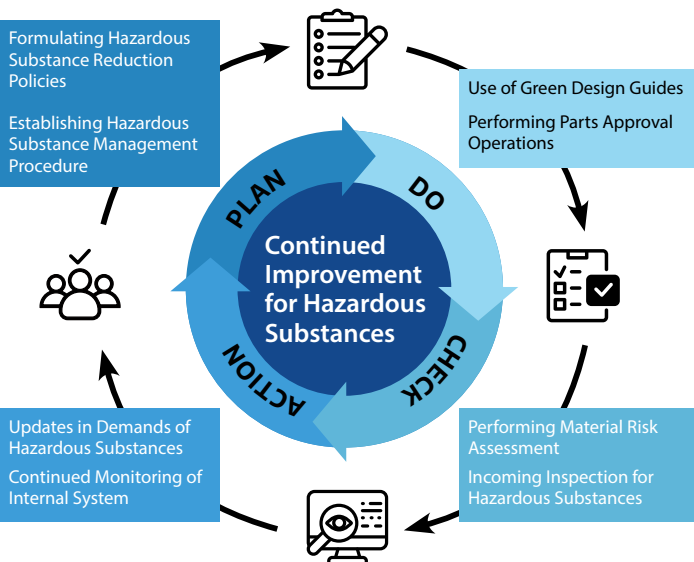 Formulating Hazardous
Substance Reduction
Policies
Establishing Hazardous
Substance Management
Procedure
Use of Green Design Guides
Performing Parts Approval
Operations
PLAN
DO
Continued
Improvement
for Hazardous
Substances
ACTION
CHECK
Updates in Demands of
Hazardous Substances
Continued Monitoring of
Internal System
Performing Material Risk
Assessment
Incoming Inspection for
Hazardous Substances